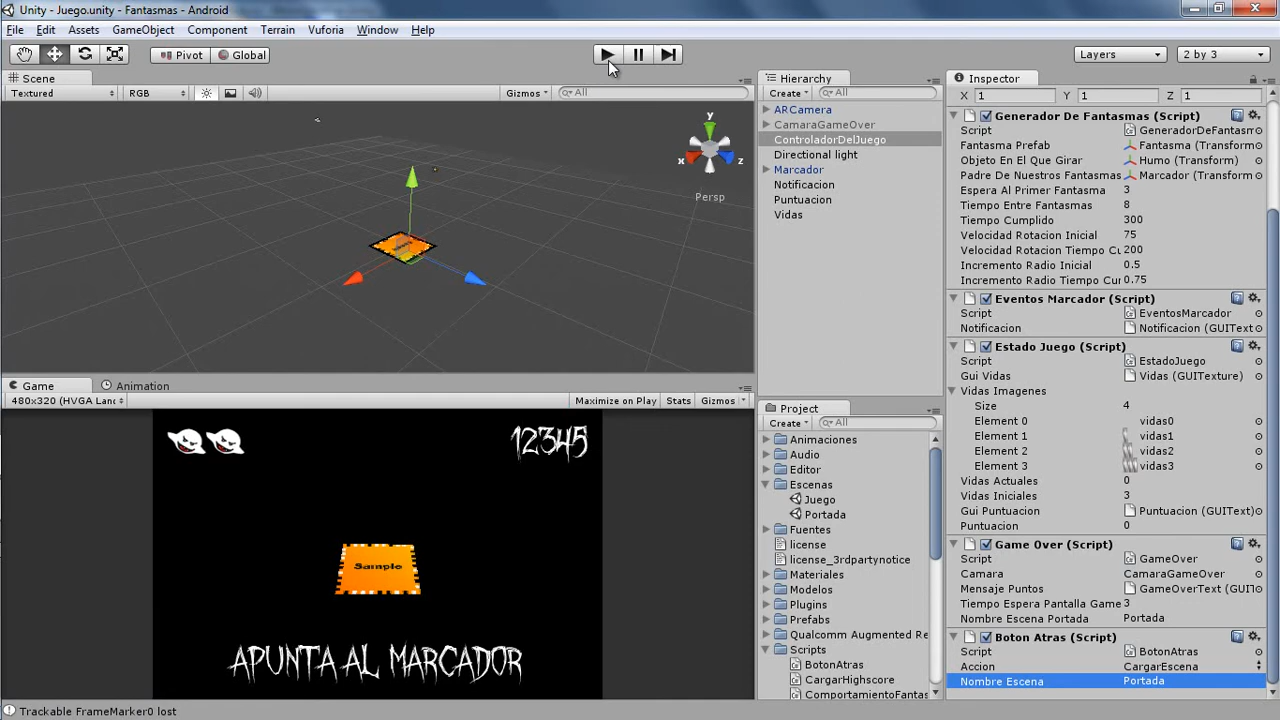 Unity - Juego.unity - Fantasmas - Android
File Edit Assets GameObject Component Terrain Vuforia Window Help
Pivot Global Layers 2 by 3
Scene
Textured RGB Gizmos All
y
x z
Persp
Game Animation
480x320 (HVGA Lanc Maximize on Play Stats Gizmos
12345
Sample
APUNTA AL MARCADOR
Trackable FrameMarker0 lost
Hierarchy
Create All
ARCamera
CamaraGameOver
ControladorDelJuego
Directional light
Marcador
Notificacion
Puntuacion
Vidas
Project
Create All
Animaciones
Audio
Editor
Escenas
Juego
Portada
Fuentes
license
license_3rdpartynotice
Materiales
Modelos
Plugins
Prefabs
Qualcomm Augmented Re
Scripts
BotonAtras
CargarHighscore
ComportamientoFantas
Inspector
X 1 Y 1 Z 1
Generador De Fantasmas (Script)
Script GeneradorDeFantasm
Fantasma Prefab Fantasma (Transform
Objeto En El Que Girar Humo (Transform)
Padre De Nuestros Fantasmas Marcador (Transform
Espera Al Primer Fantasma 3
Tiempo Entre Fantasmas 8
Tiempo Cumplido 300
Velocidad Rotacion Inicial 75
Velocidad Rotacion Tiempo Cu 200
Incremento Radio Inicial 0.5
Incremento Radio Tiempo Cur 0.75
Eventos Marcador (Script)
Script EventosMarcador
Notificacion Notificacion (GUIText
Estado Juego (Script)
Script EstadoJuego
Gui Vidas Vidas (GUITexture)
Vidas Imagenes
Size 4
Element 0 vidas0
Element 1 vidas1
Element 2 vidas2
Element 3 vidas3
Vidas Actuales 0
Vidas Iniciales 3
Gui Puntuacion Puntuacion (GUIText)
Puntuacion 0
Game Over (Script)
Script GameOver
Camara CamaraGameOver
Mensaje Puntos GameOverText (GUI
Tiempo Espera Pantalla Game 3
Nombre Escena Portada Portada
Boton Atras (Script)
Script BotonAtras
Accion CargarEscena
Nombre Escena Portada